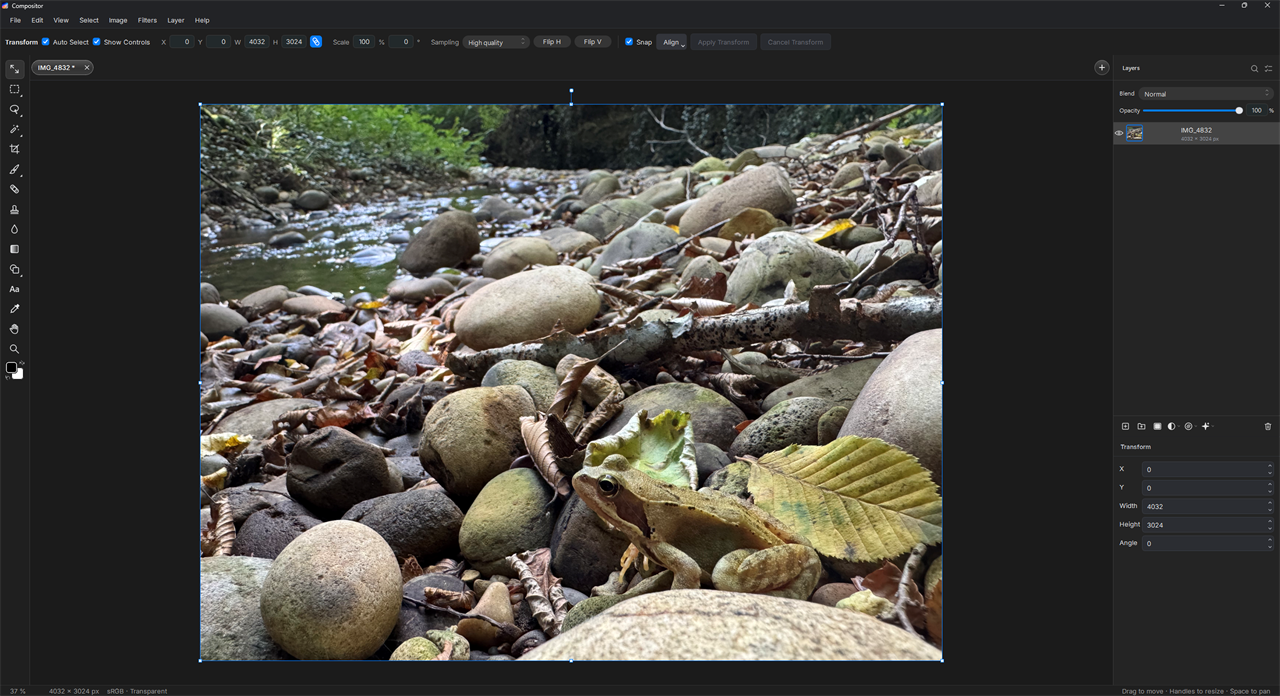 Compositor
File Edit View Select Image Filters Layer Help
Transform Auto Select Show Controls X 0 Y 0 W 4032 H 3024 Scale 100 % 0 ° Sampling High quality Flip H Flip V Snap Align Apply Transform Cancel Transform
IMG_4832 * ×
Layers
Blend Normal
Opacity 100 %
IMG_4832
4032 × 3024 px
Aa
Transform
X 0
Y 0
Width 4032
Height 3024
Angle 0
37 % 4032 × 3024 px sRGB · Transparent Drag to move · Handles to resize · Space to pan